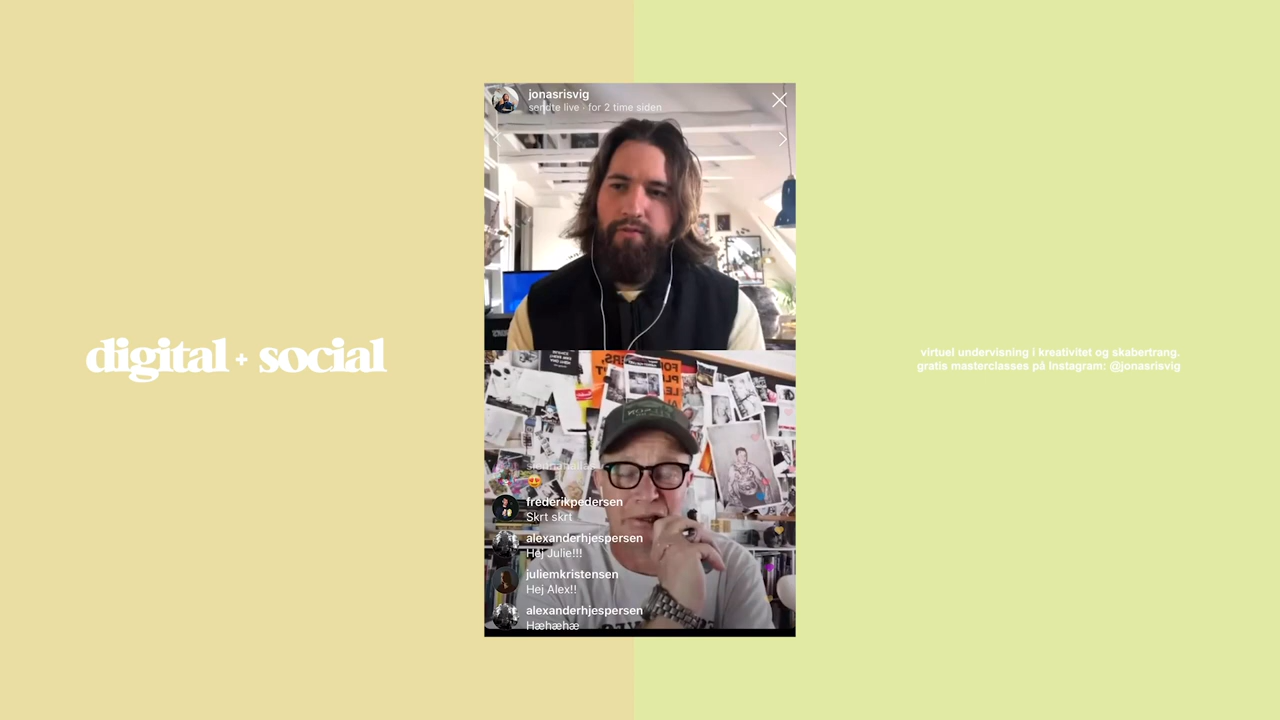 digital + social
jonasrisvig
sendte live · for 2 time siden
frederikpedersen
Skrt skrt
alexanderhjespersen
Hej Julie!!!
juliemkristensen
Hej Alex!!
alexanderhjespersen
Hæhæhæ
virtuel undervisning i kreativitet og skabertrang.
gratis masterclasses på Instagram: @jonasrisvig